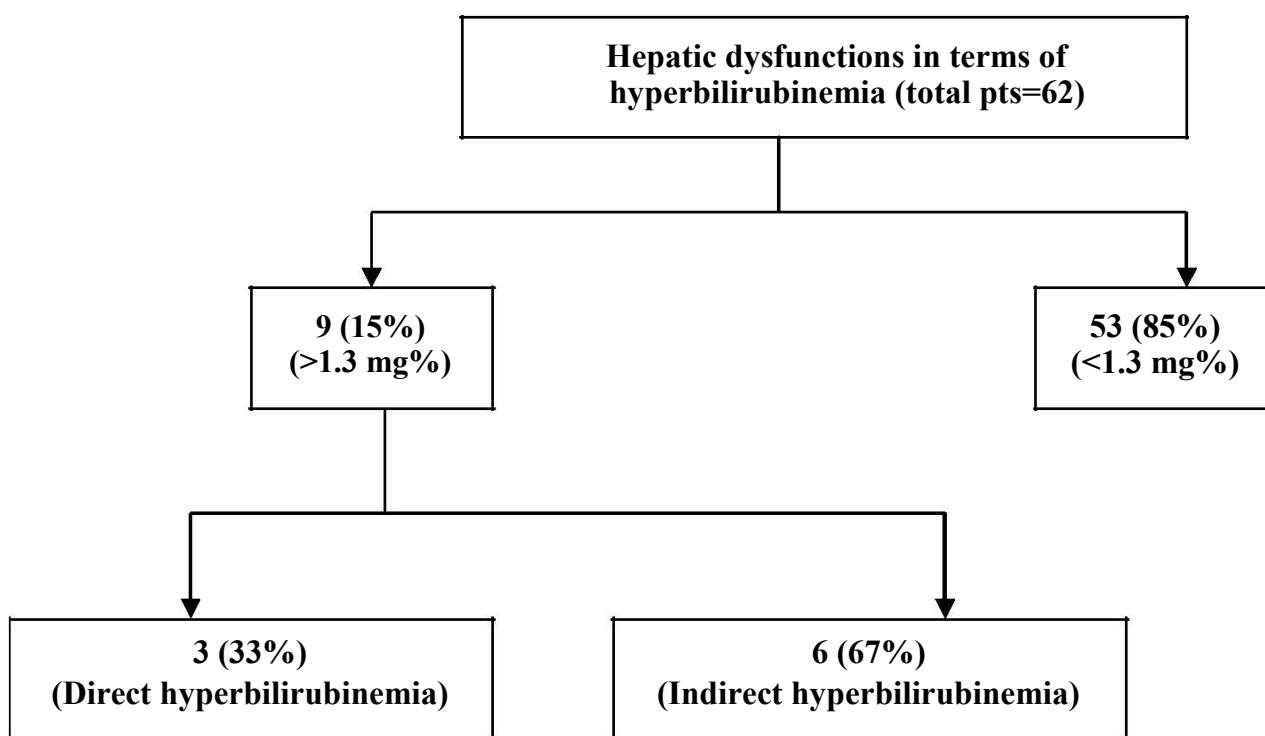 Hepatic dysfunctions in terms of
hyperbilirubinemia (total pts=62)
9 (15%)
(>1.3 mg%)
53 (85%)
(<1.3 mg%)
3 (33%)
(Direct hyperbilirubinemia)
6 (67%)
(Indirect hyperbilirubinemia)